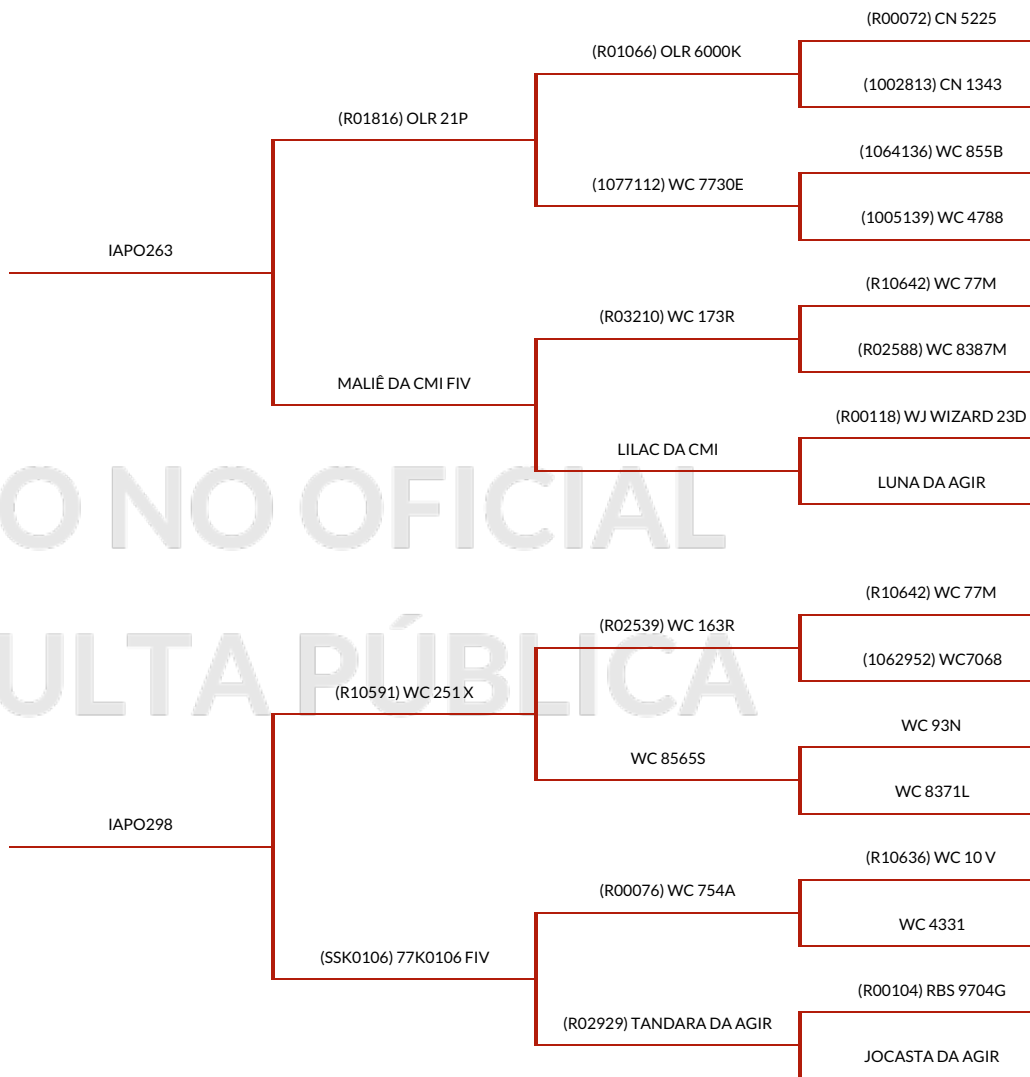 (R00072) CN 5225
(R01066) OLR 6000K
(1002813) CN 1343
(R01816) OLR 21P
(1064136) WC 855B
(1077112) WC 7730E
(1005139) WC 4788
IAPO263
(R10642) WC 77M
(R03210) WC 173R
(R02588) WC 8387M
MALIÊ DA CMI FIV
(R00118) WJ WIZARD 23D
LILAC DA CMI
LUNA DA AGIR
O NO OFICIAL
(R10642) WC 77M
(R02539) WC 163R
(1062952) WC7068
ULTA PÚBLICA
(R10591) WC 251 X
WC 93N
WC 8565S
WC 8371L
IAPO298
(R10636) WC 10 V
(R00076) WC 754A
WC 4331
(SSK0106) 77K0106 FIV
(R00104) RBS 9704G
(R02929) TANDARA DA AGIR
JOCASTA DA AGIR